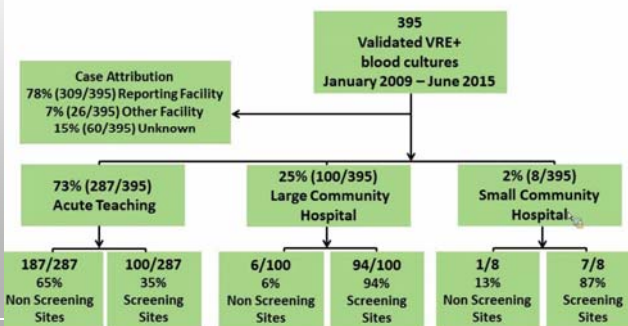 395
Validated VRE+
blood cultures
January 2009 – June 2015
Case Attribution
78% (309/395) Reporting Facility
7% (26/395) Other Facility
15% (60/395) Unknown
73% (287/395)
Acute Teaching
25% (100/395)
Large Community
Hospital
2% (8/395)
Small Community
Hospital
187/287
65%
Non Screening
Sites
100/287
35%
Screening
Sites
6/100
6%
Non Screening
Sites
94/100
94%
Screening
Sites
1/8
13%
Non Screening
Sites
7/8
87%
Screening
Sites